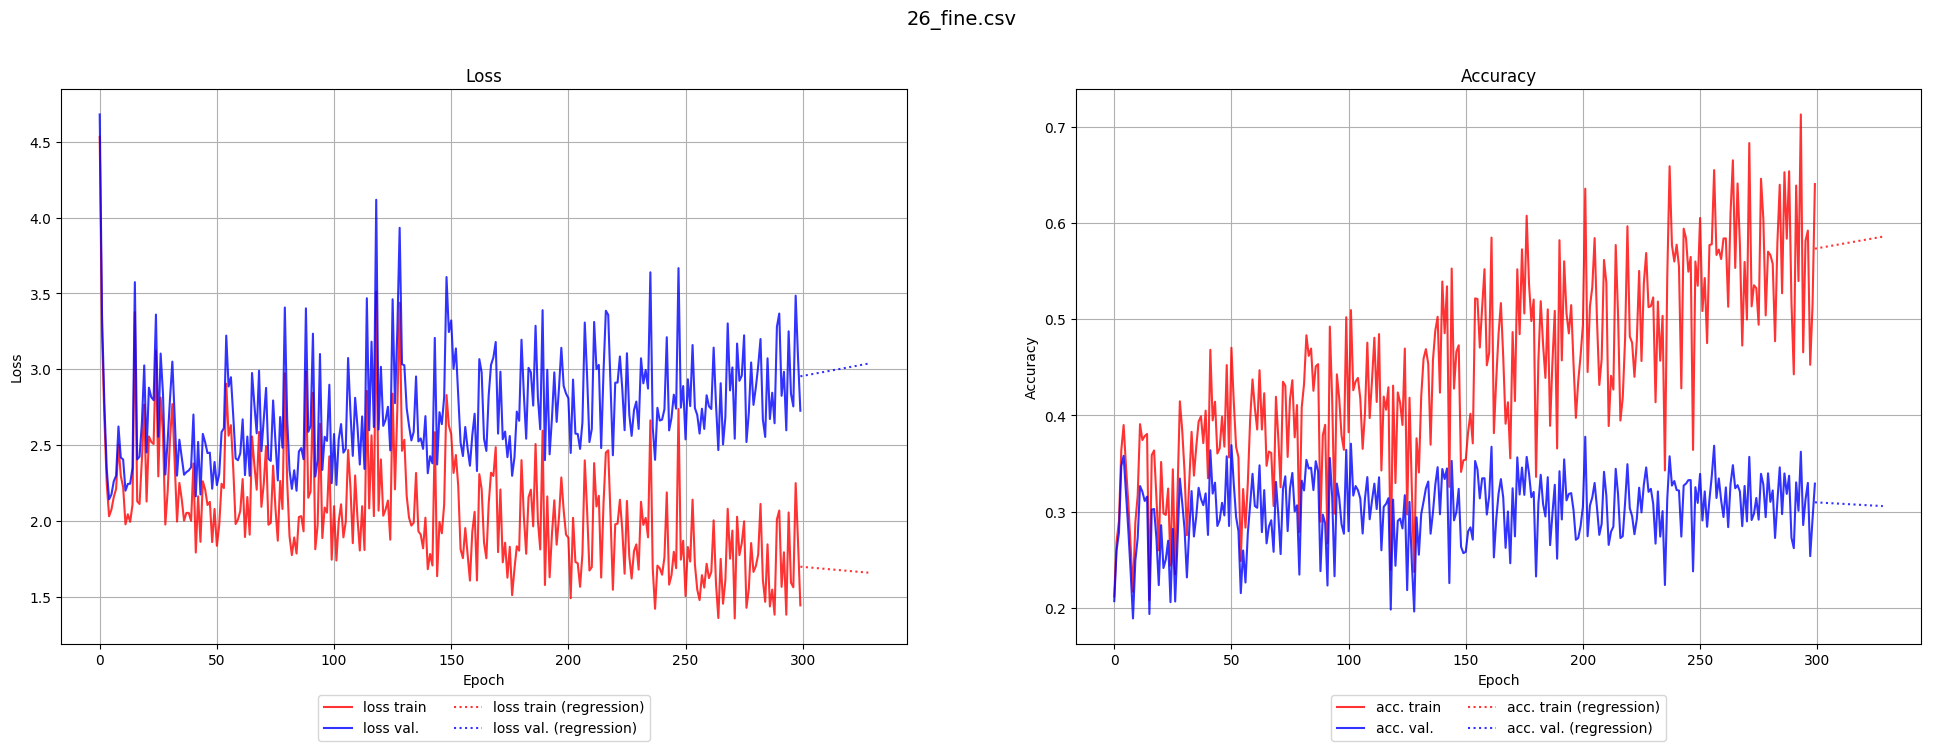 26_fine.csv
Loss
4.5
4.0
3.5
3.0
2.5
2.0
1.5
Loss
0 50 100 150 200 250 300
Epoch
loss train loss train (regression)
loss val. loss val. (regression)
Accuracy
0.7
0.6
0.5
0.4
0.3
0.2
Accuracy
0 50 100 150 200 250 300
Epoch
acc. train acc. train (regression)
acc. val. acc. val. (regression)